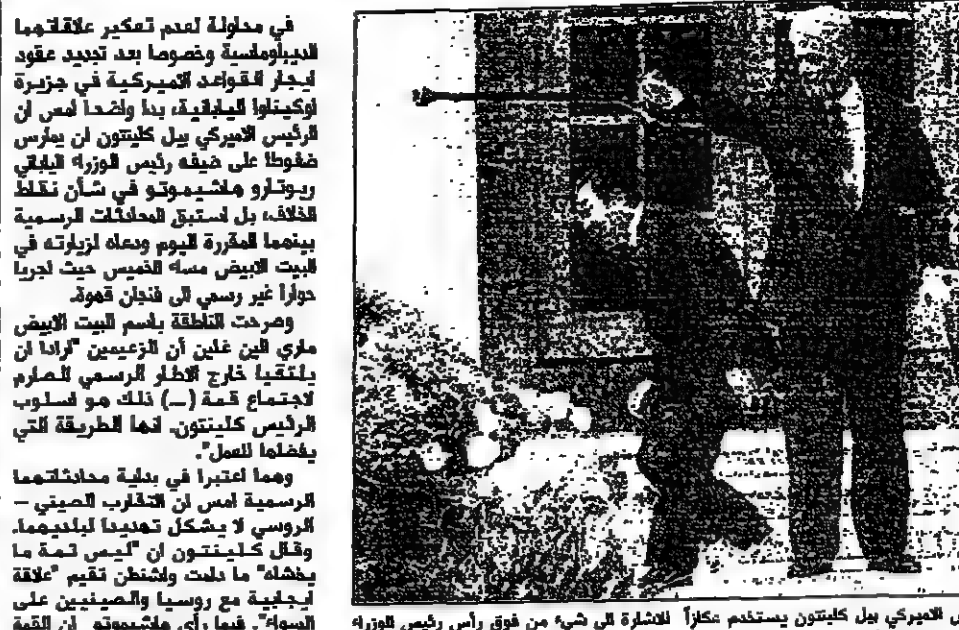 في محاولة لعدم تعكير علاقاتهما
الديبلوماسية وخصوصا بعد تجديد عقود
ايجار القواعد الاميركية في جزيرة
اوكيناوا اليابانية، بدا واضحا امس ان
الرئيس الاميركي بيل كلينتون لن يمارس
ضغوطا على ضيفه رئيس الوزراء الياباني
ريوتارو هاشيموتو في شأن نقاط
الخلاف، بل استبق المحادثات الرسمية
بينهما المقررة اليوم ودعاه لزيارته في
البيت الابيض مساء الخميس حيث اجريا
حوارا غير رسمي الى فنجان قهوة.
وصرحت الناطقة باسم البيت الابيض
ماري الين غلين أن الزعيمين "ارادا ان
يلتقيا خارج الاطار الرسمي الصارم
لاجتماع قمة (...) ذلك هو اسلوب
الرئيس كلينتون. انها الطريقة التي
يفضلها للعمل".
وهما اعتبرا في بداية محادثاتهما
الرسمية امس ان التقارب الصيني –
الروسي لا يشكل تهديدا لبلديهما.
وقال كلينتون ان "ليس ثمة ما
يخشاه" ما دامت واشنطن تقيم "علاقة
ايجابية مع روسيا والصينيين على
السواء". فيما رأى هاشيموتو ان القمة
الاميركي بيل كلينتون يستخدم عكازاً للاشارة الى شيء من فوق رأس رئيس الوزراء